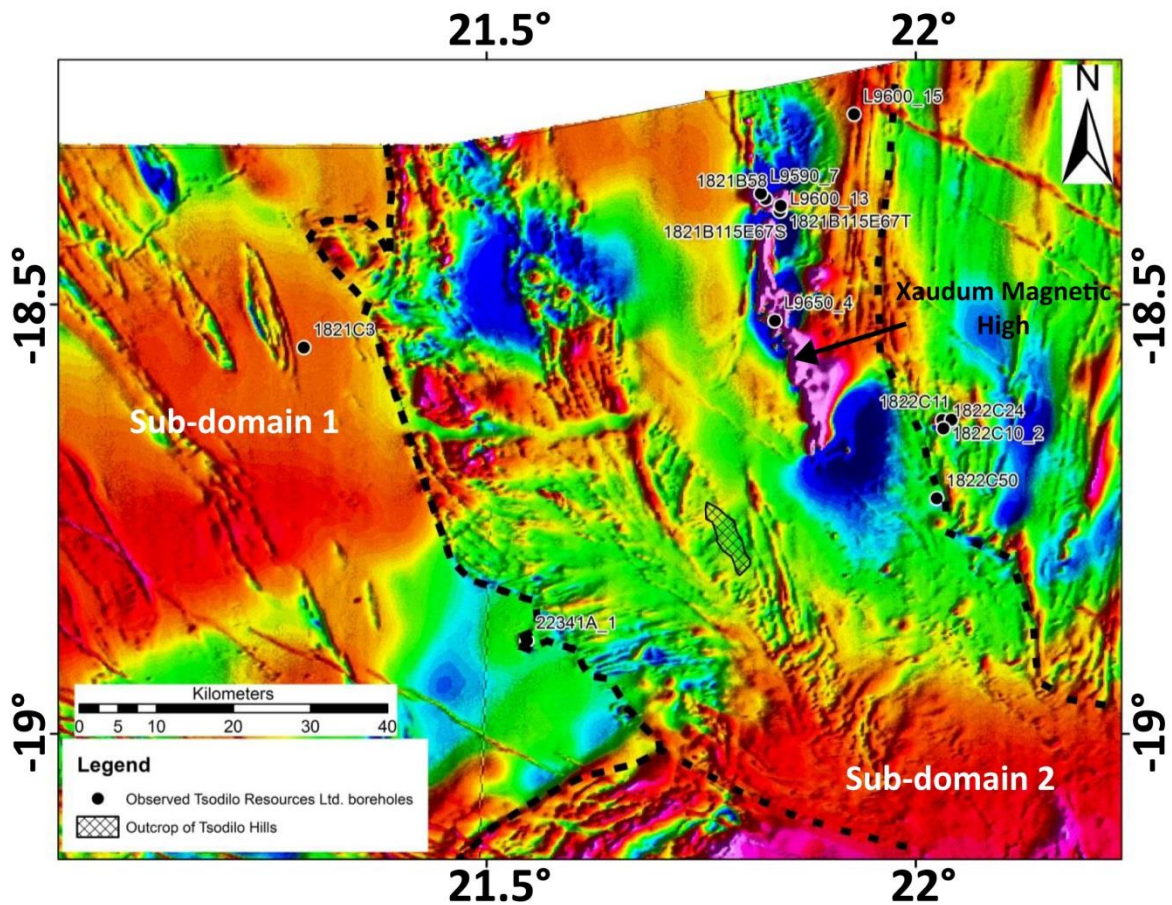 21.5°
22°
N
L9600_15
1821B58
L9590_7
L9600_13
1821B115E67S
1821B115E67T
-18.5°
-18.5°
Xaudum Magnetic
High
L9650_4
1821C3
Sub-domain 1
1822C11
1822C24
1822C10_2
1822C50
22341A_1
Kilometers
0 5 10 20 30 40
-19°
-19°
Legend
Observed Tsodilo Resources Ltd. boreholes
Outcrop of Tsodilo Hills
Sub-domain 2
21.5°
22°